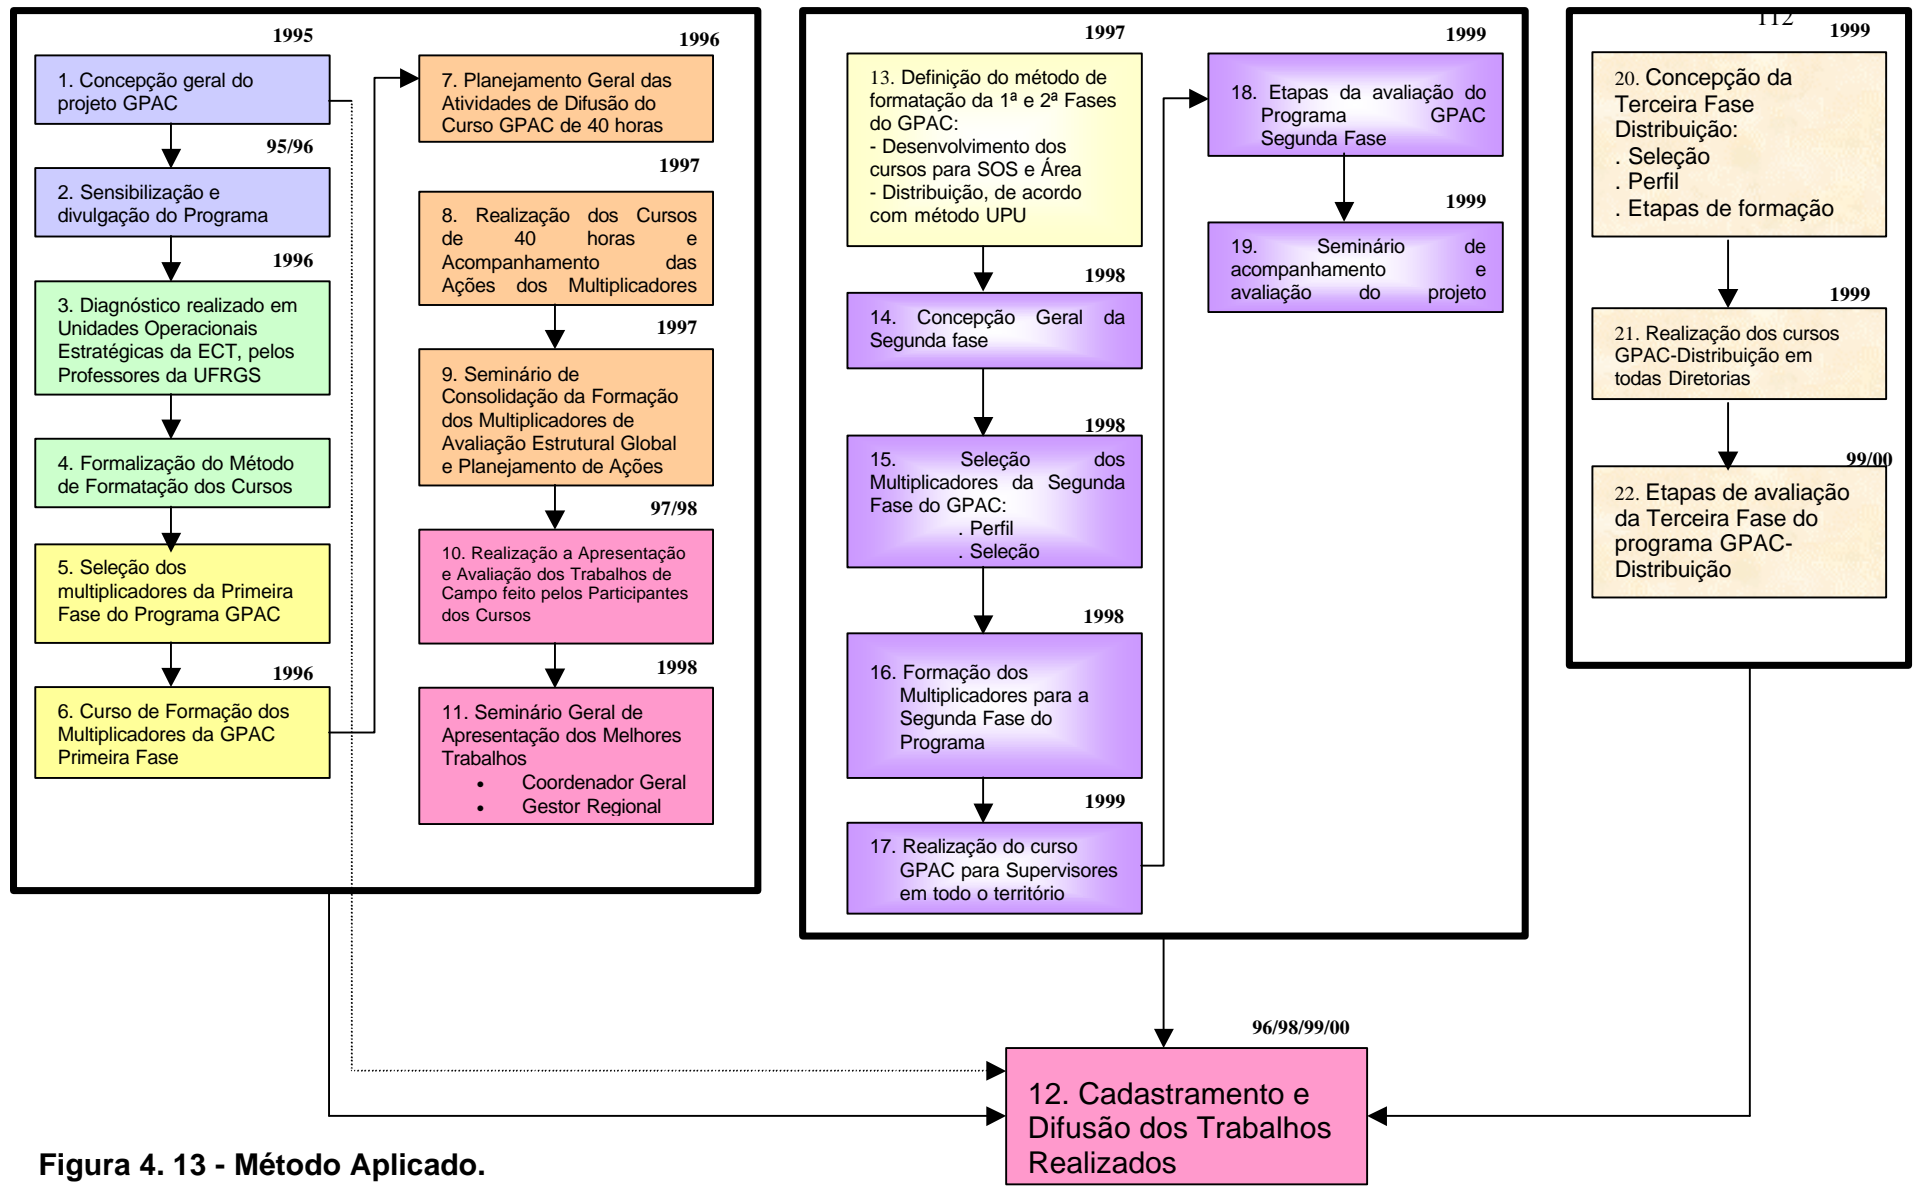 112
1995
1. Concepção geral do
projeto GPAC
95/96
2. Sensibilização e
divulgação do Programa
1996
3. Diagnóstico realizado em
Unidades Operacionais
Estratégicas da ECT, pelos
Professores da UFRGS
4. Formalização do Método
de Formatação dos Cursos
5. Seleção dos
multiplicadores da Primeira
Fase do Programa GPAC
1996
6. Curso de Formação dos
Multiplicadores da GPAC
Primeira Fase
1996
7. Planejamento Geral das
Atividades de Difusão do
Curso GPAC de 40 horas
1997
8. Realização dos Cursos
de 40 horas e
Acompanhamento das
Ações dos Multiplicadores
1997
9. Seminário de
Consolidação da Formação
dos Multiplicadores de
Avaliação Estrutural Global
e Planejamento de Ações
97/98
10. Realização a Apresentação
e Avaliação dos Trabalhos de
Campo feito pelos Participantes
dos Cursos
1998
11. Seminário Geral de
Apresentação dos Melhores
Trabalhos
• Coordenador Geral
• Gestor Regional
1997
13. Definição do método de
formatação da 1ª e 2ª Fases
do GPAC:
- Desenvolvimento dos
cursos para SOS e Área
- Distribuição, de acordo
com método UPU
1998
14. Concepção Geral da
Segunda fase
1998
15. Seleção dos
Multiplicadores da Segunda
Fase do GPAC:
. Perfil
. Seleção
1998
16. Formação dos
Multiplicadores para a
Segunda Fase do
Programa
1999
17. Realização do curso
GPAC para Supervisores
em todo o território
1999
18. Etapas da avaliação do
Programa GPAC
Segunda Fase
1999
19. Seminário de
acompanhamento e
avaliação do projeto
1999
20. Concepção da
Terceira Fase
Distribuição:
. Seleção
. Perfil
. Etapas de formação
1999
21. Realização dos cursos
GPAC-Distribuição em
todas Diretorias
99/00
22. Etapas de avaliação
da Terceira Fase do
programa GPAC-
Distribuição
96/98/99/00
12. Cadastramento e
Difusão dos Trabalhos
Realizados
Figura 4. 13 - Método Aplicado.